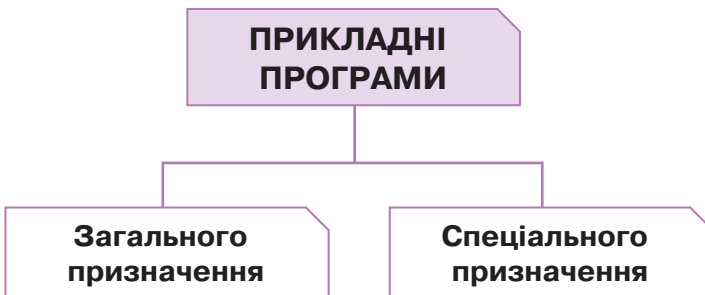 ПРИКЛАДНІ
ПРОГРАМИ
Загального
призначення
Спеціального
призначення